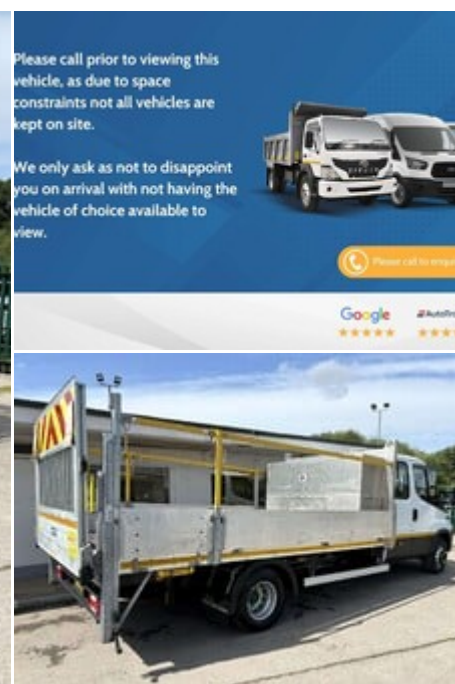 Please call prior to viewing this
vehicle, as due to space
constraints not all vehicles are
kept on site.
We only ask as not to disappoint
you on arrival with not having the
vehicle of choice available to
view.
Please call to enqui
Google
AutoTra